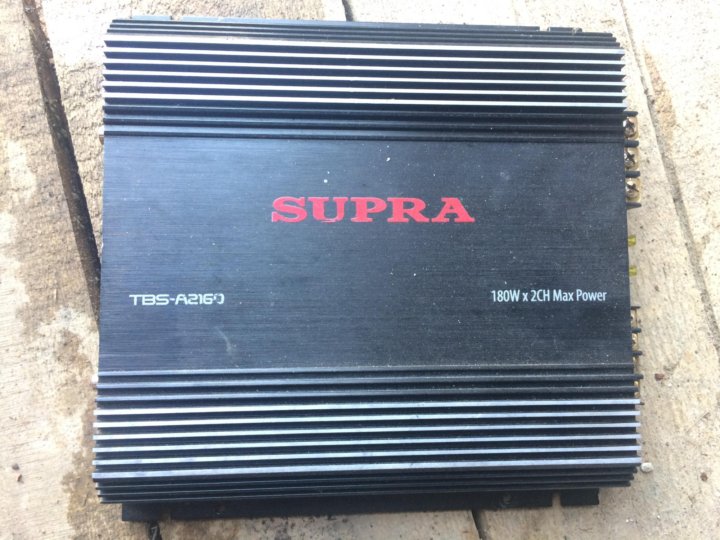 SUPRA
TBS-A2160
180W x 2CH Max Power